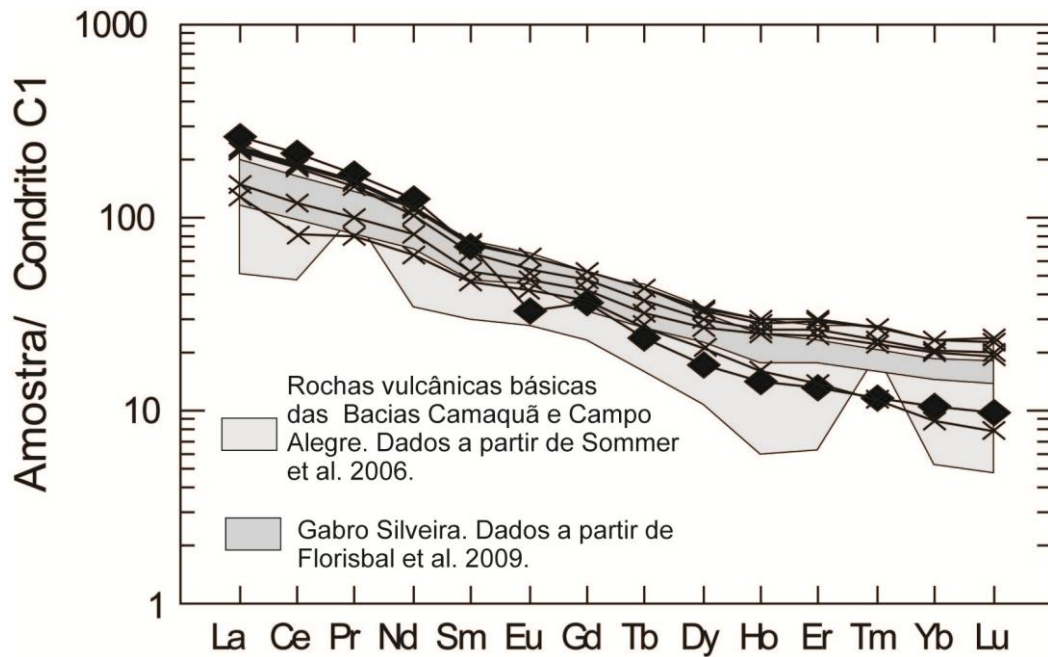 Amostra/ Condrito C1
1000
100
10
1
Rochas vulcânicas básicas
das Bacias Camaquã e Campo
Alegre. Dados a partir de Sommer
et al. 2006.
Gabro Silveira. Dados a partir de
Florisbal et al. 2009.
La Ce Pr Nd Sm Eu Gd Tb Dy Ho Er Tm Yb Lu